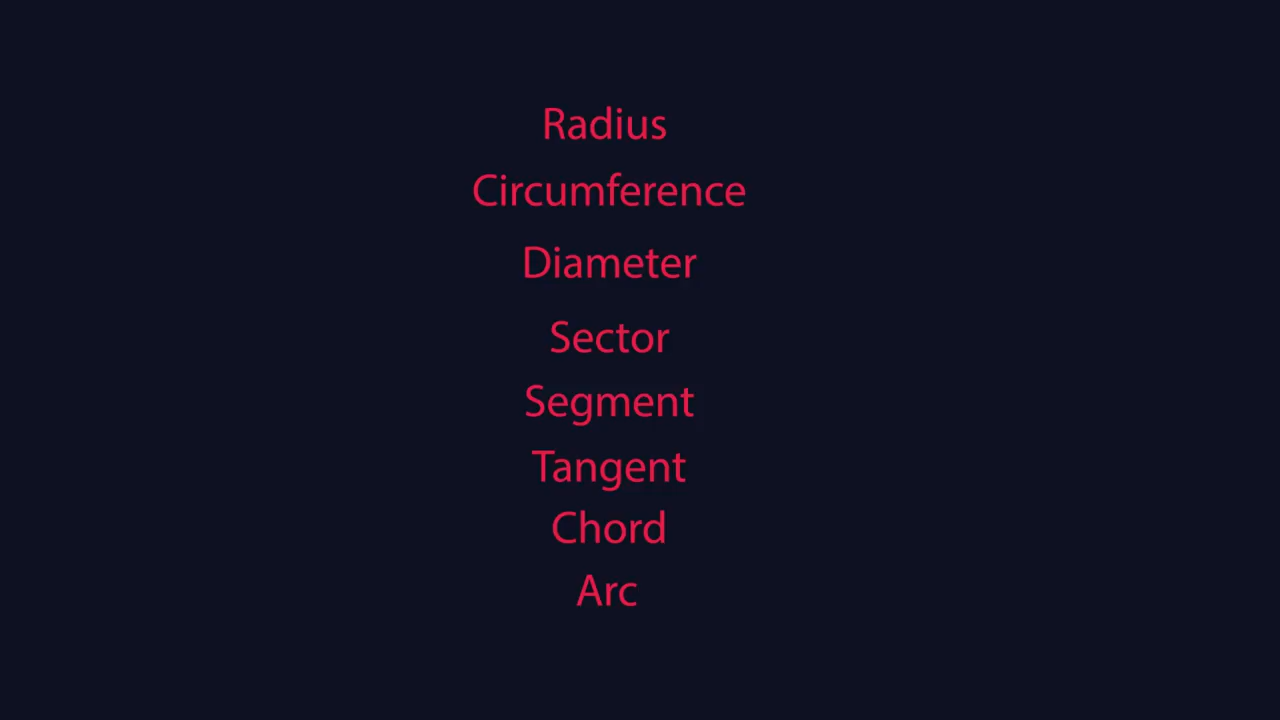 Radius
Circumference
Diameter
Sector
Segment
Tangent
Chord
Arc